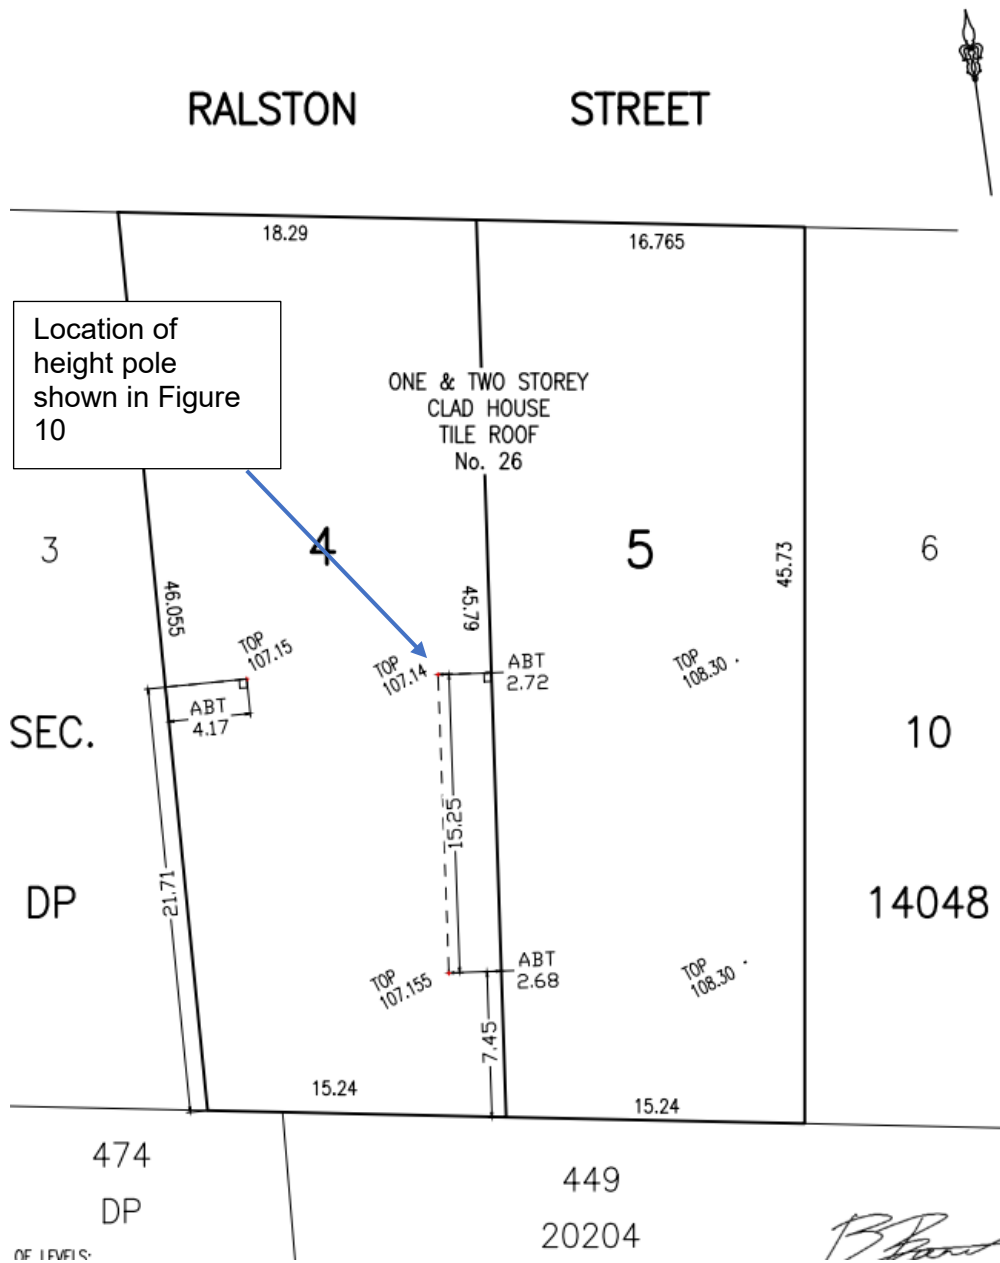 RALSTON STREET
18.29
16.765
Location of
height pole
shown in Figure
10
ONE & TWO STOREY
CLAD HOUSE
TILE ROOF
No. 26
3
4
5
6
46.055
45.79
45.73
TOP
107.15
TOP
107.14
ABT
2.72
TOP
108.30
ABT
4.17
SEC.
10
15.25
21.71
DP
14048
TOP
107.155
ABT
2.68
TOP
108.30
7.45
15.24
15.24
474
DP
449
20204
OF LEVELS: